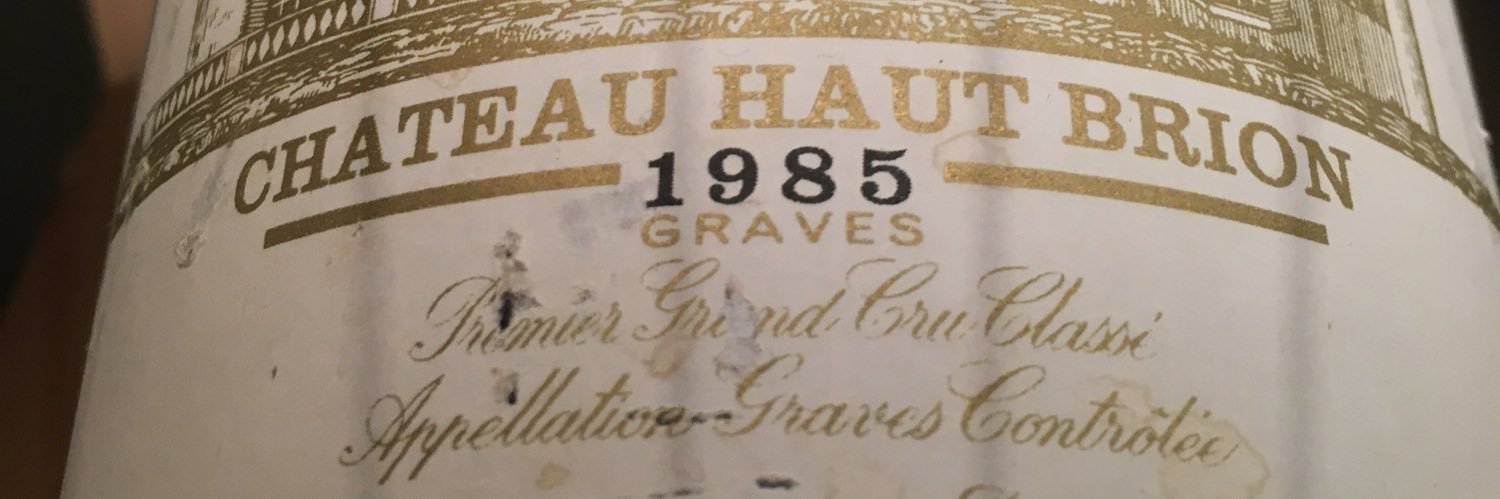 CHATEAU HAUT BRION
1985
GRAVES
Premier Grand Cru Classé
Appellation Graves Contrôlée